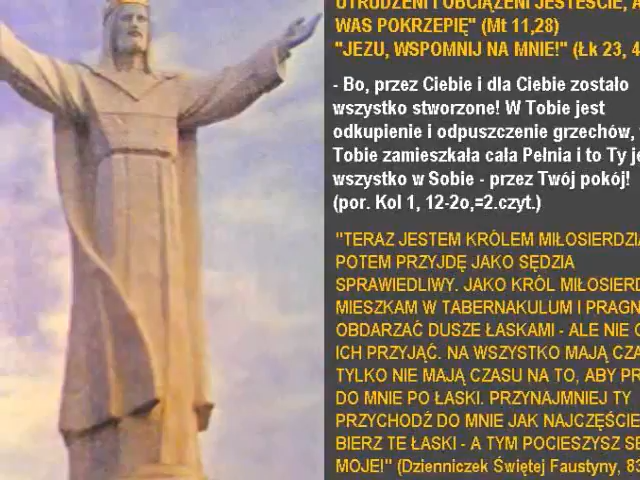 UTRUDZENI I OBCIĄŻENI JESTEŚCIE, A
WAS POKRZEPIĘ" (Mt 11,28)
"JEZU, WSPOMNIJ NA MNIE!" (Łk 23, 4
- Bo, przez Ciebie i dla Ciebie zostało
wszystko stworzone! W Tobie jest
odkupienie i odpuszczenie grzechów,
Tobie zamieszkała cała Pełnia i to Ty je
wszystko w Sobie - przez Twój pokój!
(por. Kol 1, 12-2o,=2.czyt.)
"TERAZ JESTEM KRÓLEM MIŁOSIERDZIA
POTEM PRZYJDĘ JAKO SĘDZIA
SPRAWIEDLIWY. JAKO KRÓL MIŁOSIERD
MIESZKAM W TABERNAKULUM I PRAGN
OBDARZAĆ DUSZE ŁASKAMI - ALE NIE C
ICH PRZYJĄĆ. NA WSZYSTKO MAJĄ CZA
TYLKO NIE MAJĄ CZASU NA TO, ABY PR
DO MNIE PO ŁASKI. PRZYNAJMNIEJ TY
PRZYCHODŹ DO MNIE JAK NAJCZĘŚCIE
BIERZ TE ŁASKI - A TYM POCIESZYSZ SE
MOJE!" (Dzienniczek Świętej Faustyny, 83